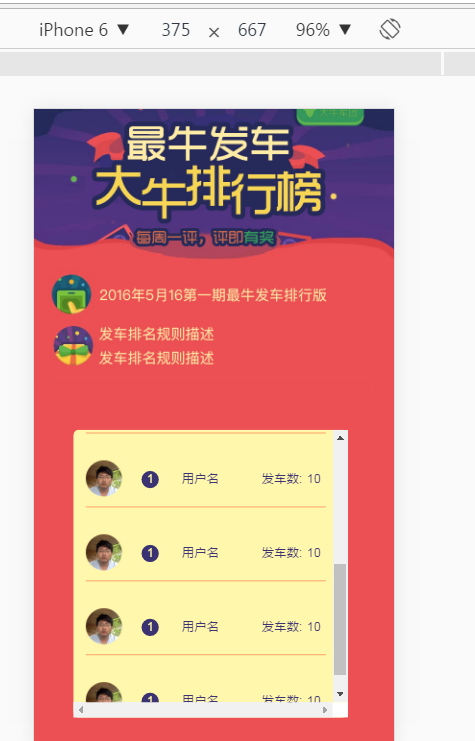 iPhone 6 ▼ 375 × 667 96% ▼
最牛发车
大牛排行榜
每周一评，评即有奖
2016年5月16第一期最牛发车排行版
发车排名规则描述
发车排名规则描述
1 用户名 发车数: 10
1 用户名 发车数: 10
1 用户名 发车数: 10
1 用户名 发车数: 10